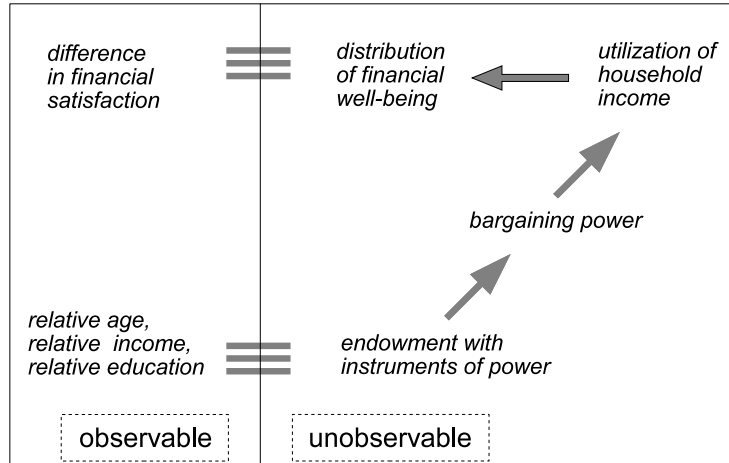 difference
in financial
satisfaction
distribution
of financial
well-being
utilization of
household
income
bargaining power
relative age,
relative income,
relative education
endowment with
instruments of power
observable
unobservable